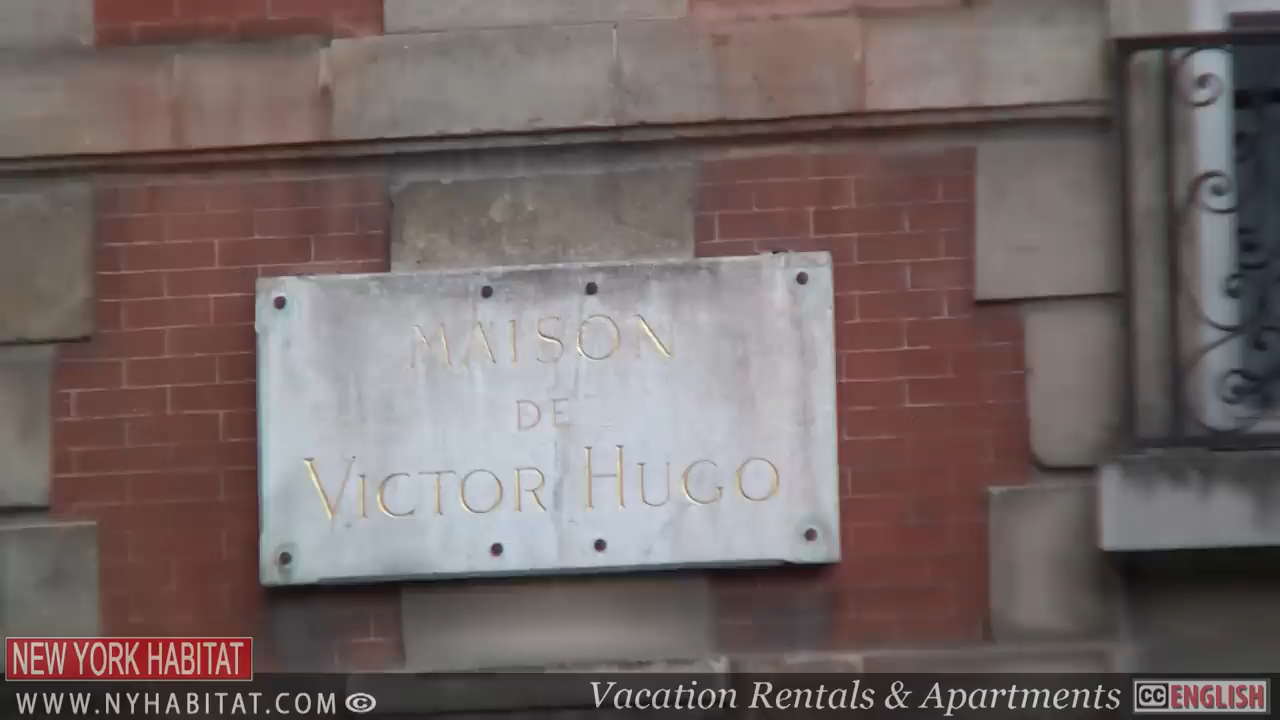 MAISON
DE
VICTOR HUGO
NEW YORK HABITAT
WWW.NYHABITAT.COM ©
Vacation Rentals & Apartments
CC ENGLISH